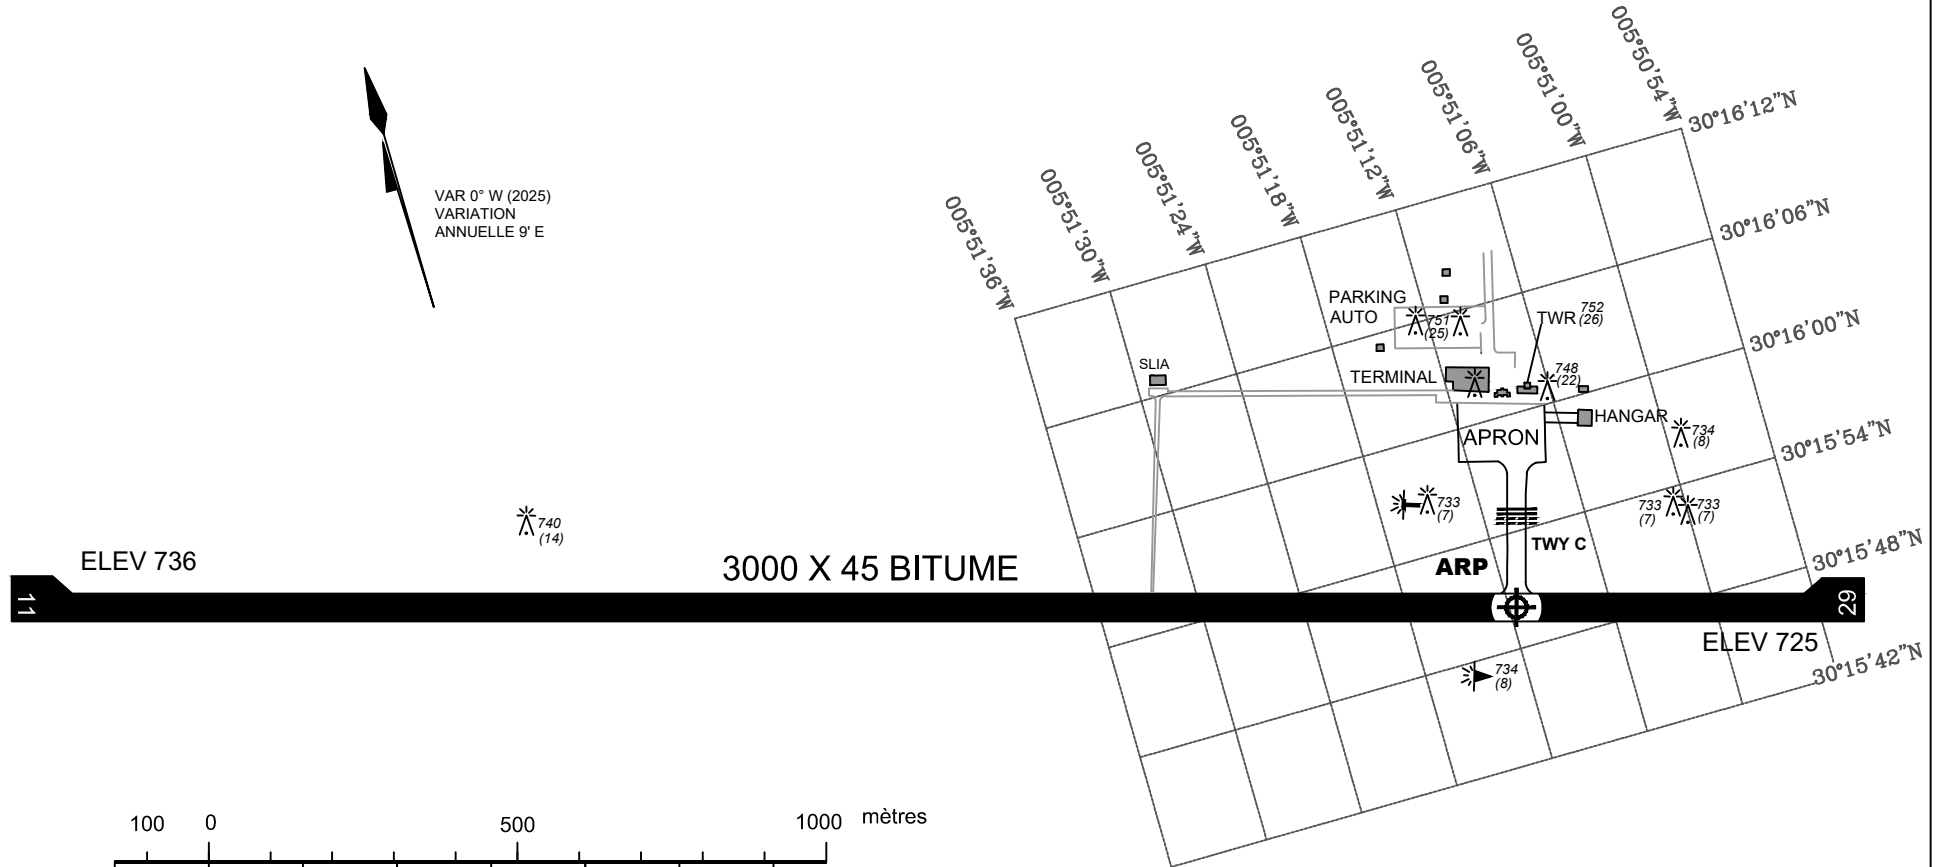 005°50'54"W
005°51'00"W
005°51'06"W
005°51'12"W
005°51'18"W
005°51'24"W
005°51'30"W
005°51'36"W
30°16'12"N
30°16'06"N
30°16'00"N
30°15'54"N
30°15'48"N
30°15'42"N
VAR 0° W (2025)
VARIATION
ANNUELLE 9' E
PARKING
AUTO
751
(25)
TWR
752
(26)
SLIA
TERMINAL
748
(22)
HANGAR
APRON
734
(8)
733
(7)
733
(7)
733
(7)
740
(14)
TWY C
ARP
ELEV 736
3000 X 45 BITUME
11
29
ELEV 725
734
(8)
100 0 500 1000 mètres